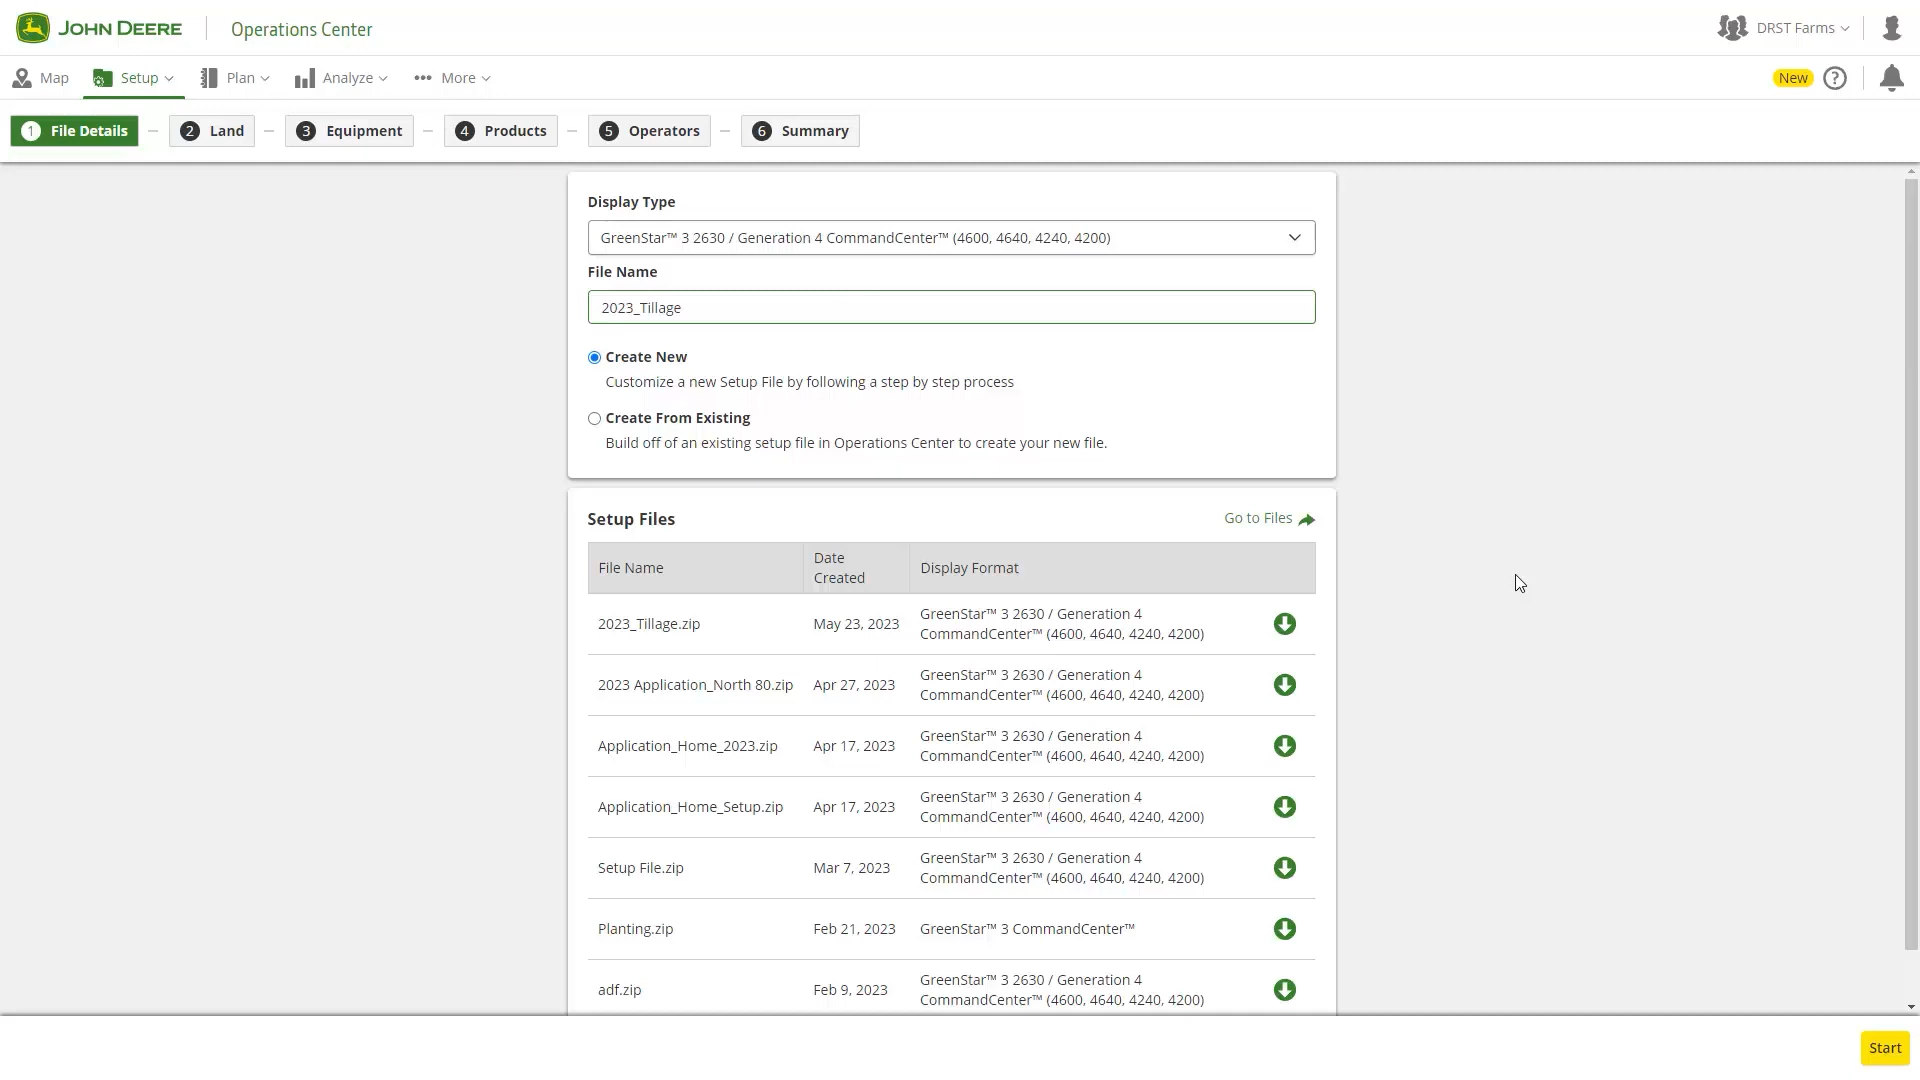 JOHN DEERE
Operations Center
DRST Farms
Map
Setup
Plan
Analyze
More
New
?
1 File Details
2 Land
3 Equipment
4 Products
5 Operators
6 Summary
Display Type
GreenStar™ 3 2630 / Generation 4 CommandCenter™ (4600, 4640, 4240, 4200)
File Name
2023_Tillage
Create New
Customize a new Setup File by following a step by step process
Create From Existing
Build off of an existing setup file in Operations Center to create your new file.
Setup Files
Go to Files
File Name
Date
Created
Display Format
2023_Tillage.zip
May 23, 2023
GreenStar™ 3 2630 / Generation 4
CommandCenter™ (4600, 4640, 4240, 4200)
2023 Application_North 80.zip
Apr 27, 2023
GreenStar™ 3 2630 / Generation 4
CommandCenter™ (4600, 4640, 4240, 4200)
Application_Home_2023.zip
Apr 17, 2023
GreenStar™ 3 2630 / Generation 4
CommandCenter™ (4600, 4640, 4240, 4200)
Application_Home_Setup.zip
Apr 17, 2023
GreenStar™ 3 2630 / Generation 4
CommandCenter™ (4600, 4640, 4240, 4200)
Setup File.zip
Mar 7, 2023
GreenStar™ 3 2630 / Generation 4
CommandCenter™ (4600, 4640, 4240, 4200)
Planting.zip
Feb 21, 2023
GreenStar™ 3 CommandCenter™
adf.zip
Feb 9, 2023
GreenStar™ 3 2630 / Generation 4
CommandCenter™ (4600, 4640, 4240, 4200)
Start